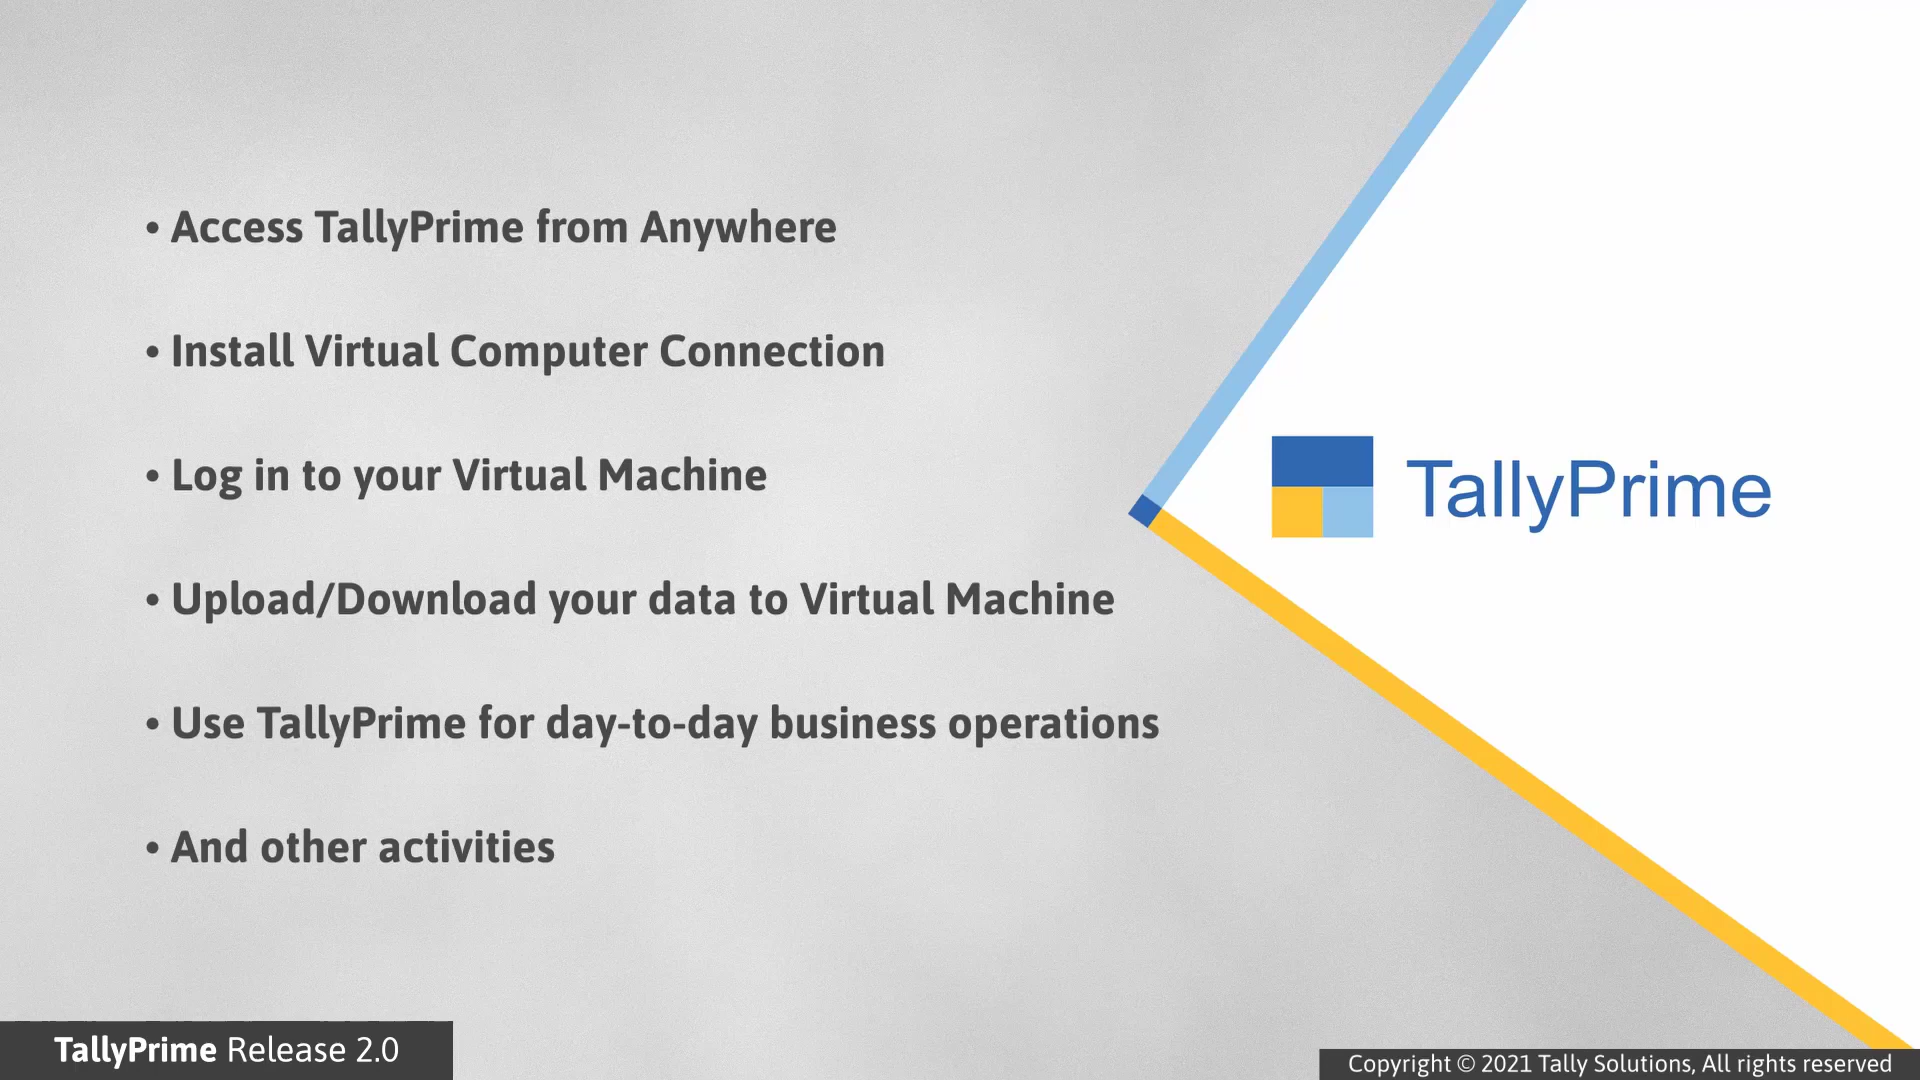 • Access TallyPrime from Anywhere
• Install Virtual Computer Connection
• Log in to your Virtual Machine
• Upload/Download your data to Virtual Machine
• Use TallyPrime for day-to-day business operations
• And other activities
TallyPrime
TallyPrime Release 2.0
Copyright © 2021 Tally Solutions, All rights reserved